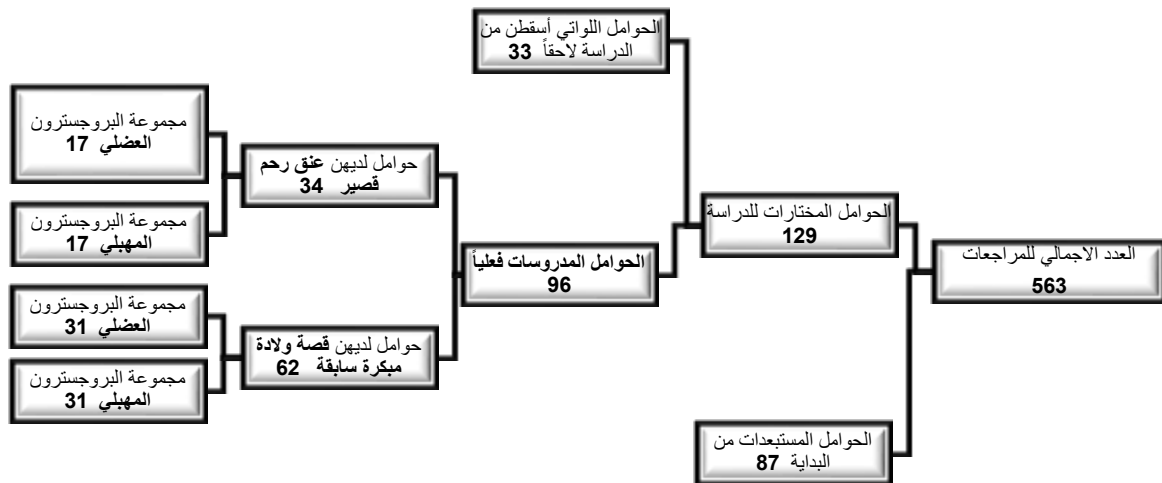 العدد الاجمالي للمراجعات
563
الحوامل المختارات للدراسة
129
الحوامل المستبعدات من
البداية 87
الحوامل اللواتي أسقطن من
الدراسة لاحقاً 33
الحوامل المدروسات فعلياً
96
حوامل لديهن عنق رحم
قصير 34
مجموعة البروجسترون
العضلي 17
مجموعة البروجسترون
المهبلي 17
حوامل لديهن قصة ولادة
مبكرة سابقة 62
مجموعة البروجسترون
العضلي 31
مجموعة البروجسترون
المهبلي 31